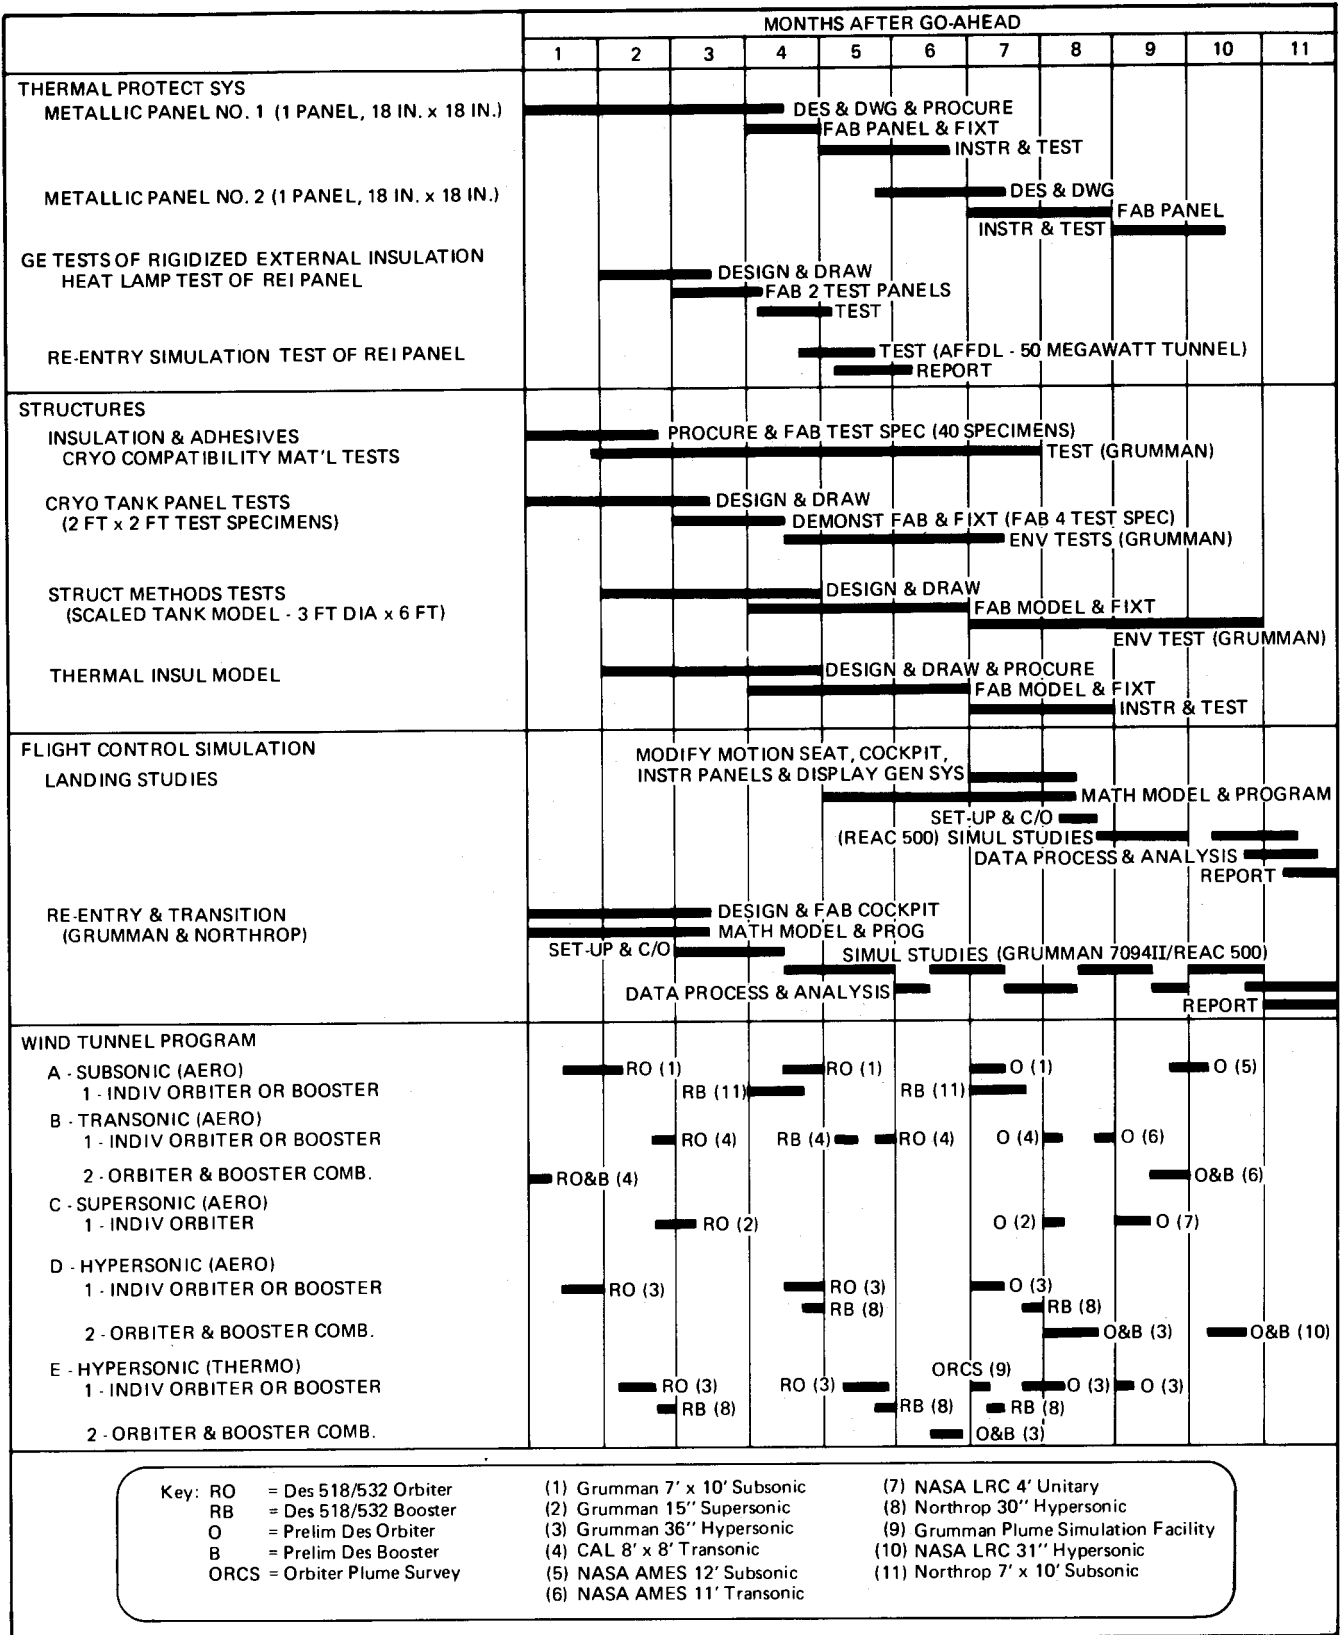 MONTHS AFTER GO-AHEAD
1 2 3 4 5 6 7 8 9 10 11
THERMAL PROTECT SYS
METALLIC PANEL NO. 1 (1 PANEL, 18 IN. x 18 IN.) DES & DWG & PROCURE
FAB PANEL & FIXT
INSTR & TEST
METALLIC PANEL NO. 2 (1 PANEL, 18 IN. x 18 IN.) DES & DWG
FAB PANEL
INSTR & TEST
GE TESTS OF RIGIDIZED EXTERNAL INSULATION
HEAT LAMP TEST OF REI PANEL DESIGN & DRAW
FAB 2 TEST PANELS
TEST
RE-ENTRY SIMULATION TEST OF REI PANEL TEST (AFFDL - 50 MEGAWATT TUNNEL)
REPORT
STRUCTURES
INSULATION & ADHESIVES PROCURE & FAB TEST SPEC (40 SPECIMENS)
CRYO COMPATIBILITY MAT'L TESTS TEST (GRUMMAN)
CRYO TANK PANEL TESTS DESIGN & DRAW
(2 FT x 2 FT TEST SPECIMENS) DEMONST FAB & FIXT (FAB 4 TEST SPEC)
ENV TESTS (GRUMMAN)
STRUCT METHODS TESTS DESIGN & DRAW
(SCALED TANK MODEL - 3 FT DIA x 6 FT) FAB MODEL & FIXT
ENV TEST (GRUMMAN)
THERMAL INSUL MODEL DESIGN & DRAW & PROCURE
FAB MODEL & FIXT
INSTR & TEST
FLIGHT CONTROL SIMULATION MODIFY MOTION SEAT, COCKPIT,
LANDING STUDIES INSTR PANELS & DISPLAY GEN SYS
MATH MODEL & PROGRAM
SET-UP & C/O
(REAC 500) SIMUL STUDIES
DATA PROCESS & ANALYSIS
REPORT
RE-ENTRY & TRANSITION DESIGN & FAB COCKPIT
(GRUMMAN & NORTHROP) MATH MODEL & PROG
SET-UP & C/O SIMUL STUDIES (GRUMMAN 7094II/REAC 500)
DATA PROCESS & ANALYSIS
REPORT
WIND TUNNEL PROGRAM
A - SUBSONIC (AERO) RO (1) RO (1) O (1) O (5)
1 - INDIV ORBITER OR BOOSTER RB (11) RB (11)
B - TRANSONIC (AERO)
1 - INDIV ORBITER OR BOOSTER RO (4) RB (4) RO (4) O (4) O (6)
2 - ORBITER & BOOSTER COMB. RO&B (4) O&B (6)
C - SUPERSONIC (AERO)
1 - INDIV ORBITER RO (2) O (2) O (7)
D - HYPERSONIC (AERO)
1 - INDIV ORBITER OR BOOSTER RO (3) RO (3) O (3)
RB (8) RB (8)
2 - ORBITER & BOOSTER COMB. O&B (3) O&B (10)
E - HYPERSONIC (THERMO) ORCS (9)
1 - INDIV ORBITER OR BOOSTER RO (3) RO (3) O (3) O (3)
RB (8) RB (8) RB (8)
2 - ORBITER & BOOSTER COMB. O&B (3)
Key: RO = Des 518/532 Orbiter
RB = Des 518/532 Booster
O = Prelim Des Orbiter
B = Prelim Des Booster
ORCS = Orbiter Plume Survey
(1) Grumman 7' x 10' Subsonic
(2) Grumman 15'' Supersonic
(3) Grumman 36'' Hypersonic
(4) CAL 8' x 8' Transonic
(5) NASA AMES 12' Subsonic
(6) NASA AMES 11' Transonic
(7) NASA LRC 4' Unitary
(8) Northrop 30'' Hypersonic
(9) Grumman Plume Simulation Facility
(10) NASA LRC 31'' Hypersonic
(11) Northrop 7' x 10' Subsonic